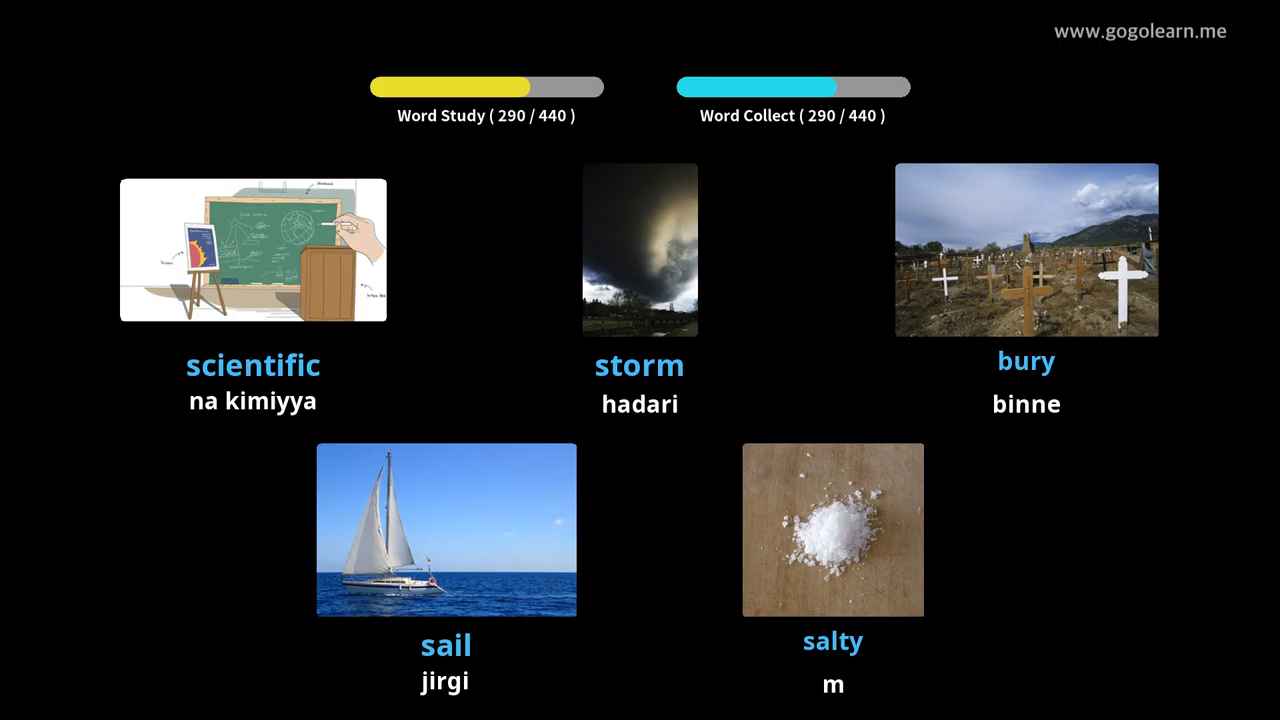 www.gogolearn.me
Word Study ( 290 / 440 )
Word Collect ( 290 / 440 )
scientific
na kimiyya
storm
hadari
bury
binne
sail
jirgi
salty
m